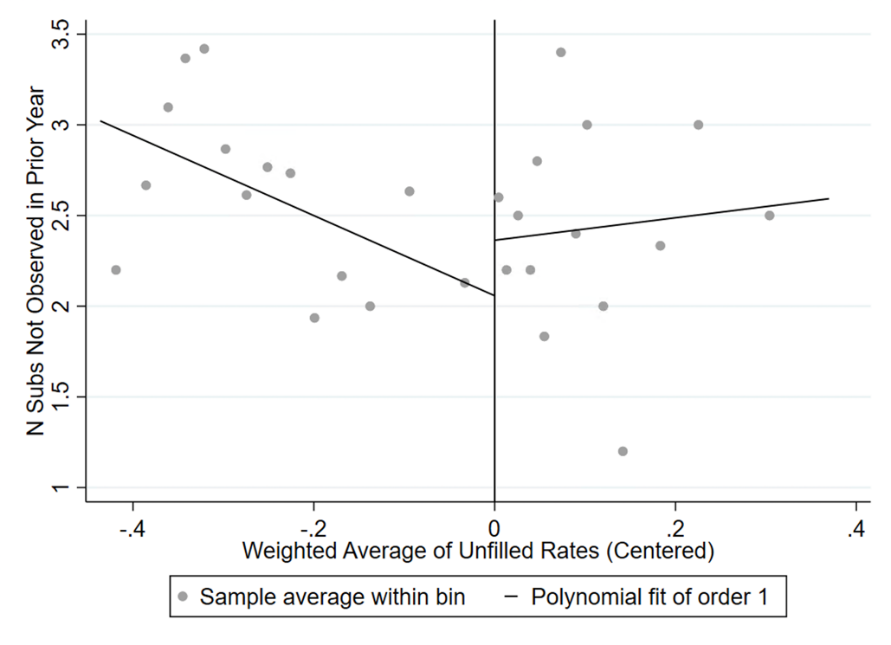 N Subs Not Observed in Prior Year
3.5
3
2.5
2
1.5
1
-.4
-.2
0
.2
.4
Weighted Average of Unfilled Rates (Centered)
Sample average within bin
Polynomial fit of order 1